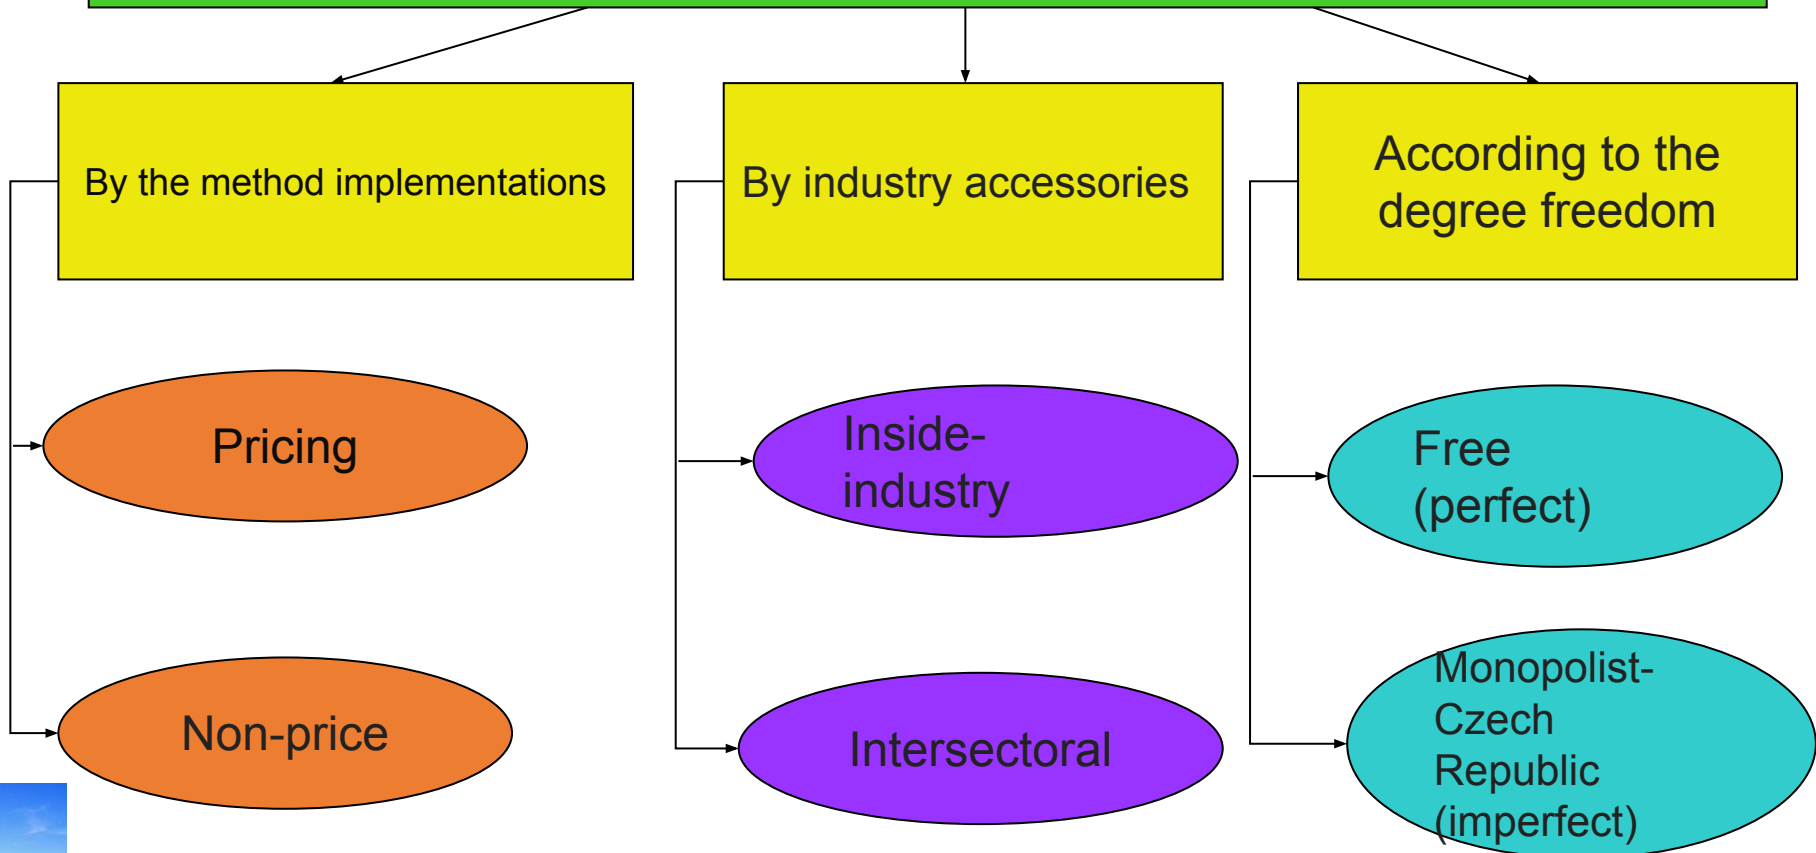 By the method implementations
By industry accessories
According to the
degree freedom
Pricing
Inside-
industry
Free
(perfect)
Non-price
Intersectoral
Monopolist-
Czech
Republic
(imperfect)